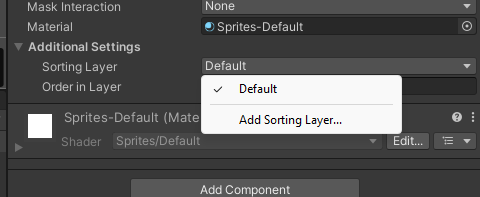 Mask Interaction None
Material Sprites-Default
Additional Settings
Sorting Layer Default
Order in Layer
Default
Add Sorting Layer...
Sprites-Default (Mate
Shader Sprites/Default Edit...
Add Component